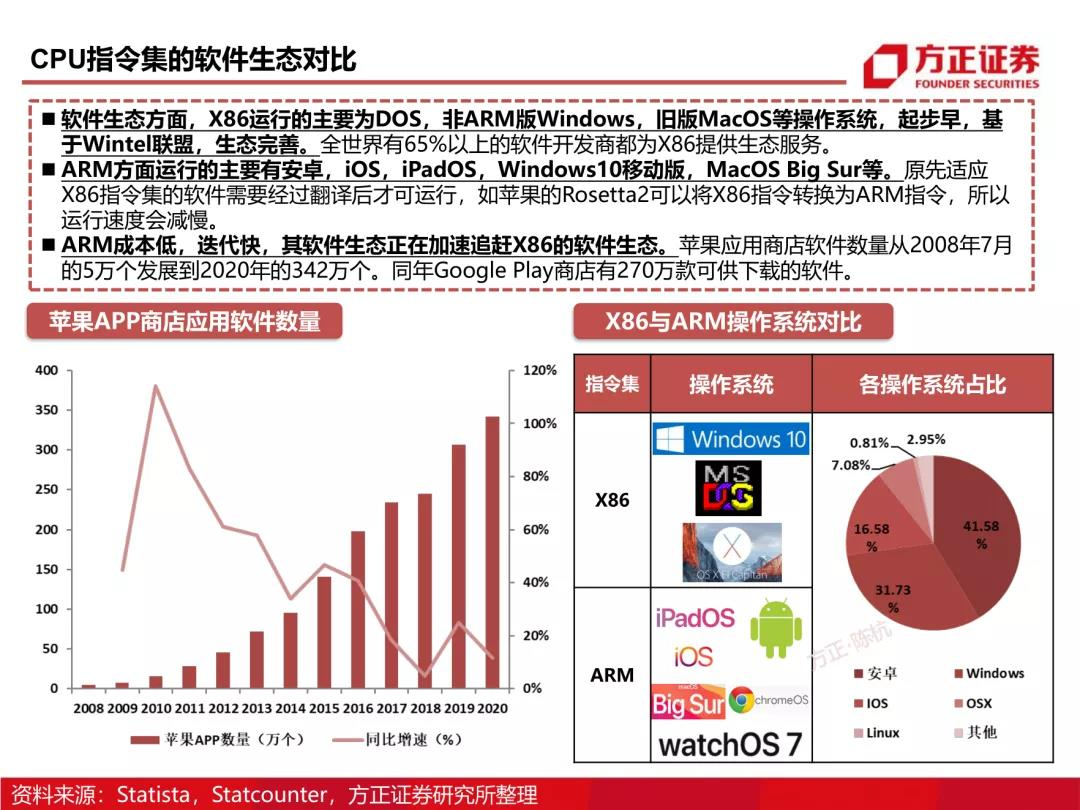 CPU指令集的软件生态对比
方正证券
FOUNDER SECURITIES
■ 软件生态方面，X86运行的主要为DOS，非ARM版Windows，旧版MacOS等操作系统，起步早，基
于Wintel联盟，生态完善。全世界有65%以上的软件开发商都为X86提供生态服务。
■ ARM方面运行的主要有安卓，iOS，iPadOS，Windows10移动版，MacOS Big Sur等。原先适应
X86指令集的软件需要经过翻译后才可运行，如苹果的Rosetta2可以将X86指令转换为ARM指令，所以
运行速度会减慢。
■ ARM成本低，迭代快，其软件生态正在加速追赶X86的软件生态。苹果应用商店软件数量从2008年7月
的5万个发展到2020年的342万个。同年Google Play商店有270万款可供下载的软件。
苹果APP商店应用软件数量
400
350
300
250
200
150
100
50
0
120%
100%
80%
60%
40%
20%
0%
2008 2009 2010 2011 2012 2013 2014 2015 2016 2017 2018 2019 2020
苹果APP数量（万个）
同比增速（%）
X86与ARM操作系统对比
指令集
操作系统
各操作系统占比
X86
Windows 10
MS
DOS
OS X El Capitan
ARM
iPadOS
iOS
macOS
Big Sur
chromeOS
watchOS 7
0.81%
2.95%
7.08%
16.58
%
41.58
%
31.73
%
方正·陈杭
安卓
Windows
IOS
OSX
Linux
其他
资料来源：Statista，Statcounter，方正证券研究所整理